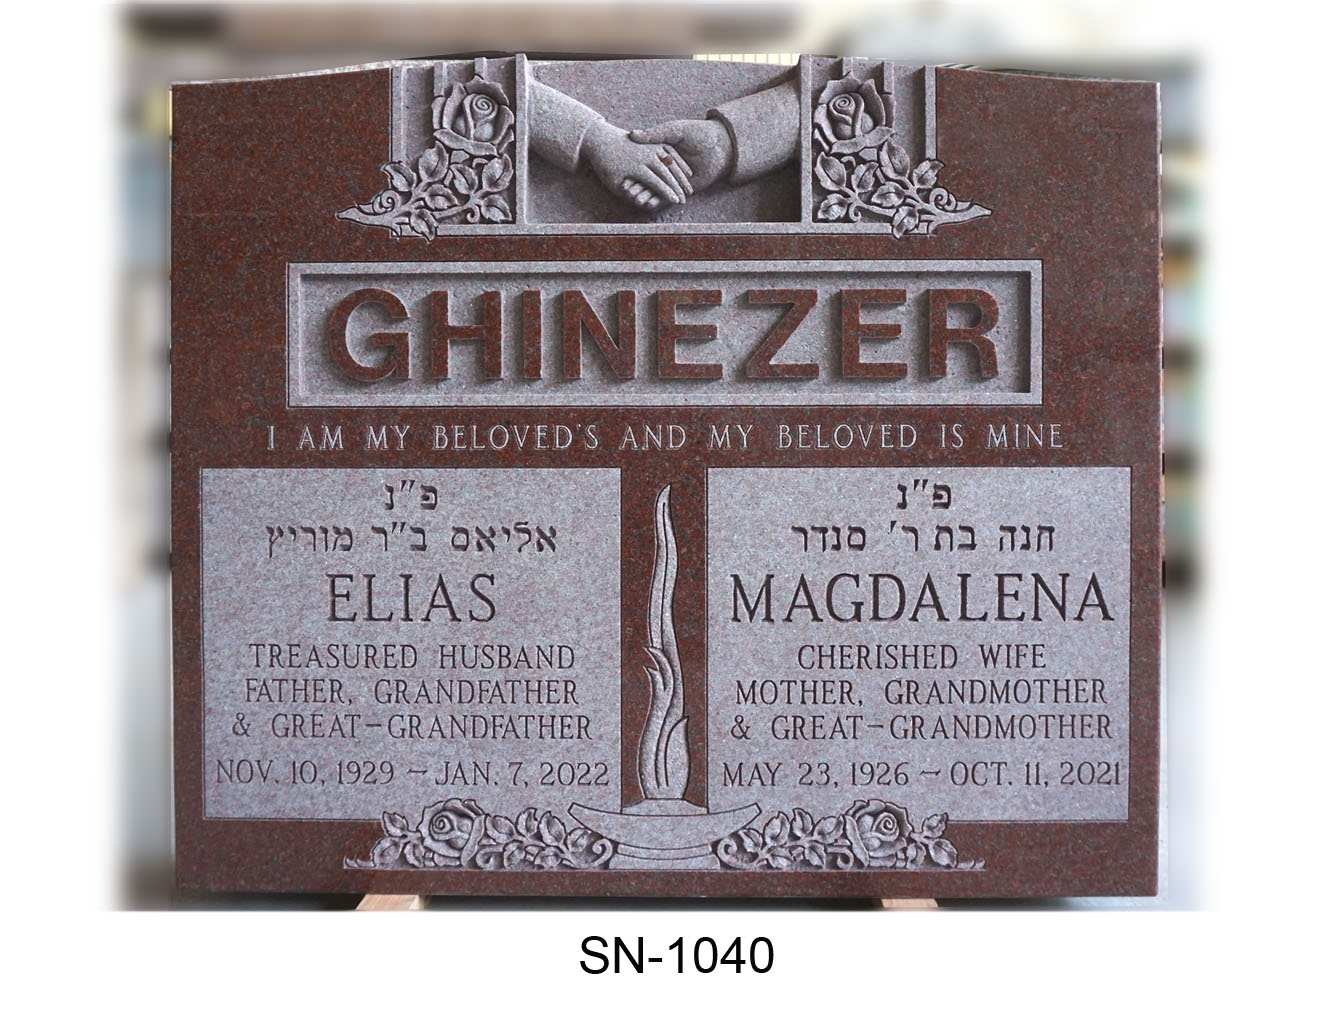 GHINEZER
I AM MY BELOVED'S AND MY BELOVED IS MINE
פ"נ
אליאס ב"ר מוריץ
ELIAS
TREASURED HUSBAND
FATHER, GRANDFATHER
& GREAT-GRANDFATHER
NOV. 10, 1929 ~ JAN. 7, 2022
פ"נ
חנה בת ר' סנדר
MAGDALENA
CHERISHED WIFE
MOTHER, GRANDMOTHER
& GREAT-GRANDMOTHER
MAY 23, 1926 ~ OCT. 11, 2021
SN-1040